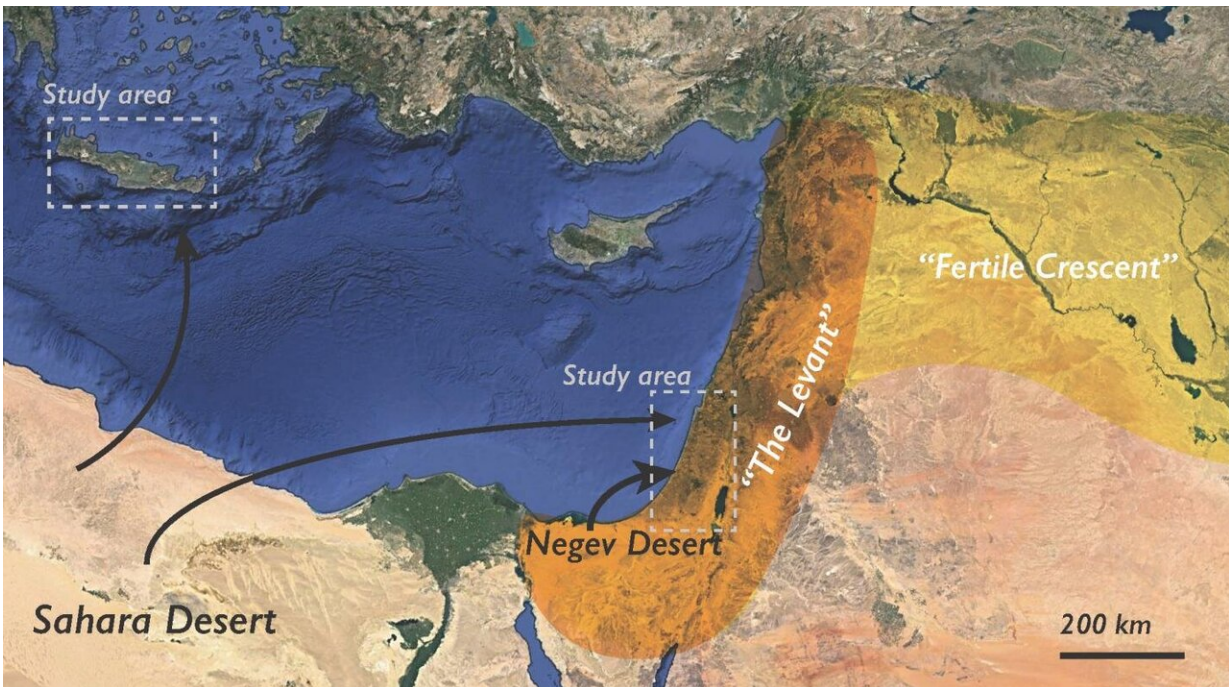 Study area
“Fertile Crescent”
“The Levant”
Study area
Negev Desert
Sahara Desert
200 km